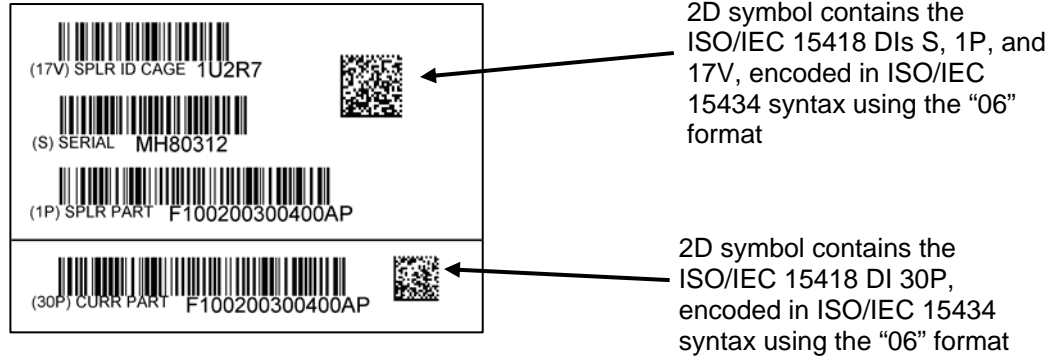 (17V) SPLR ID CAGE 1U2R7
(S) SERIAL MH80312
(1P) SPLR PART F100200300400AP
(30P) CURR PART F100200300400AP
2D symbol contains the
ISO/IEC 15418 DIs S, 1P, and
17V, encoded in ISO/IEC
15434 syntax using the “06”
format
2D symbol contains the
ISO/IEC 15418 DI 30P,
encoded in ISO/IEC 15434
syntax using the “06” format